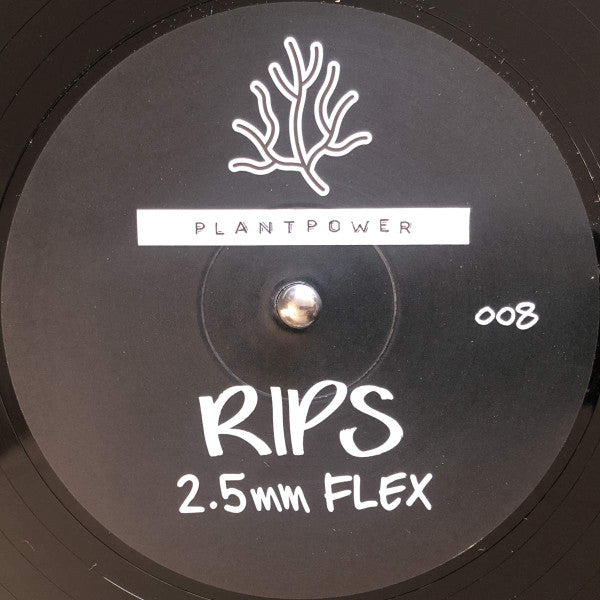 PLANTPOWER
008
RIPS
2.5mm FLEX